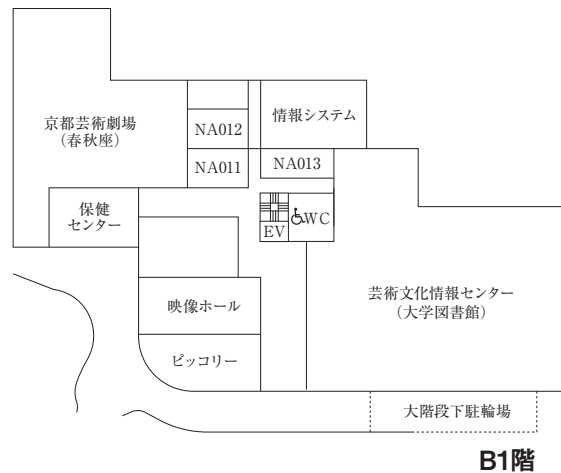 京都芸術劇場
(春秋座)
NA012
情報システム
NA011
NA013
保健
センター
WC
EV
芸術文化情報センター
(大学図書館)
映像ホール
ピッコリー
大階段下駐輪場
B1階